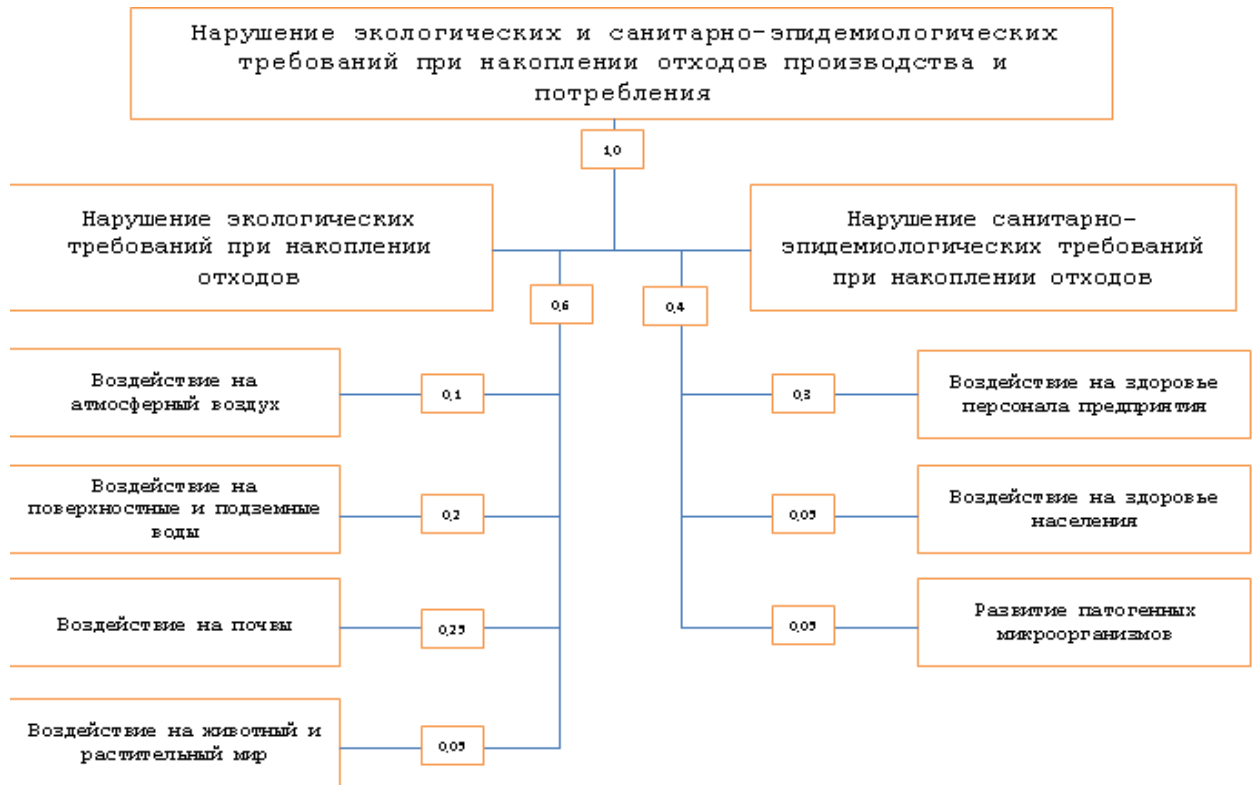 Нарушение экологических и санитарно-эпидемиологических
требований при накоплении отходов производства и
потребления
1,0
Нарушение экологических
требований при накоплении
отходов
Нарушение санитарно-
эпидемиологических требований
при накоплении отходов
0,6
0,4
Воздействие на
атмосферный воздух
0,1
0,3
Воздействие на здоровье
персонала предприятия
Воздействие на
поверхностные и подземные
воды
0,2
0,05
Воздействие на здоровье
населения
Воздействие на почвы
0,25
0,05
Развитие патогенных
микроорганизмов
Воздействие на животный и
растительный мир
0,05